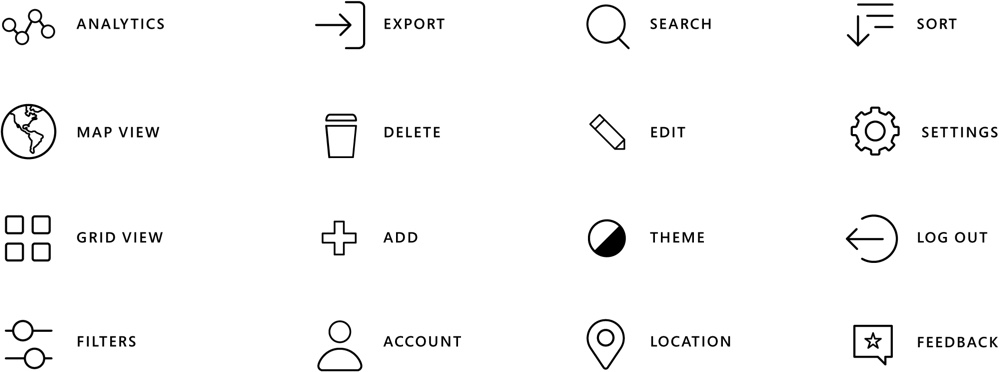 ANALYTICS
EXPORT
SEARCH
SORT
MAP VIEW
DELETE
EDIT
SETTINGS
GRID VIEW
ADD
THEME
LOG OUT
FILTERS
ACCOUNT
LOCATION
FEEDBACK